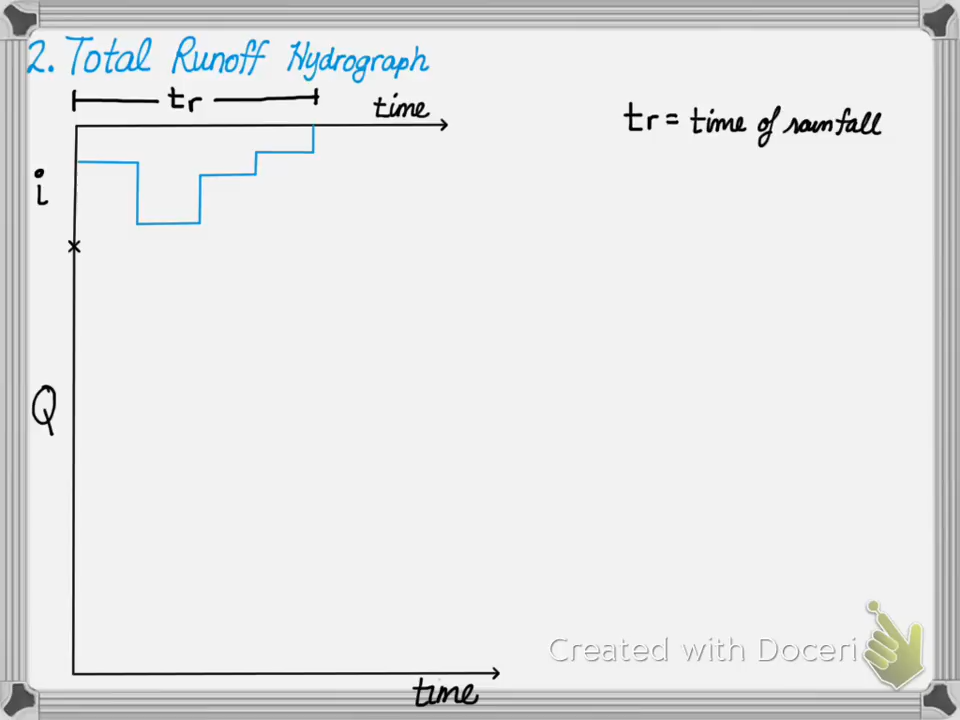 2. Total Runoff Hydrograph
tr
time
tr = time of rainfall
i
Q
Created with Doceri
time